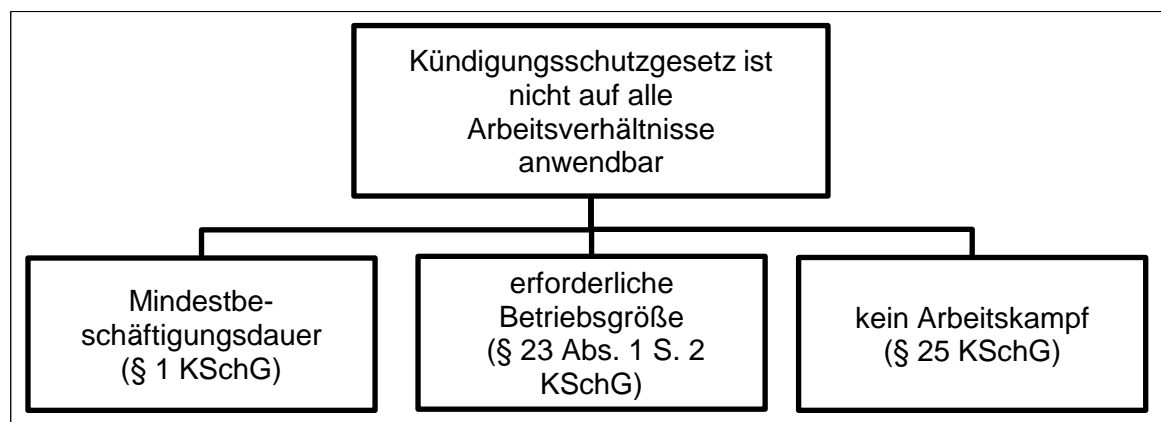 Kündigungsschutzgesetz ist
nicht auf alle
Arbeitsverhältnisse
anwendbar
Mindestbe-
schäftigungsdauer
(§ 1 KSchG)
erforderliche
Betriebsgröße
(§ 23 Abs. 1 S. 2
KSchG)
kein Arbeitskampf
(§ 25 KSchG)